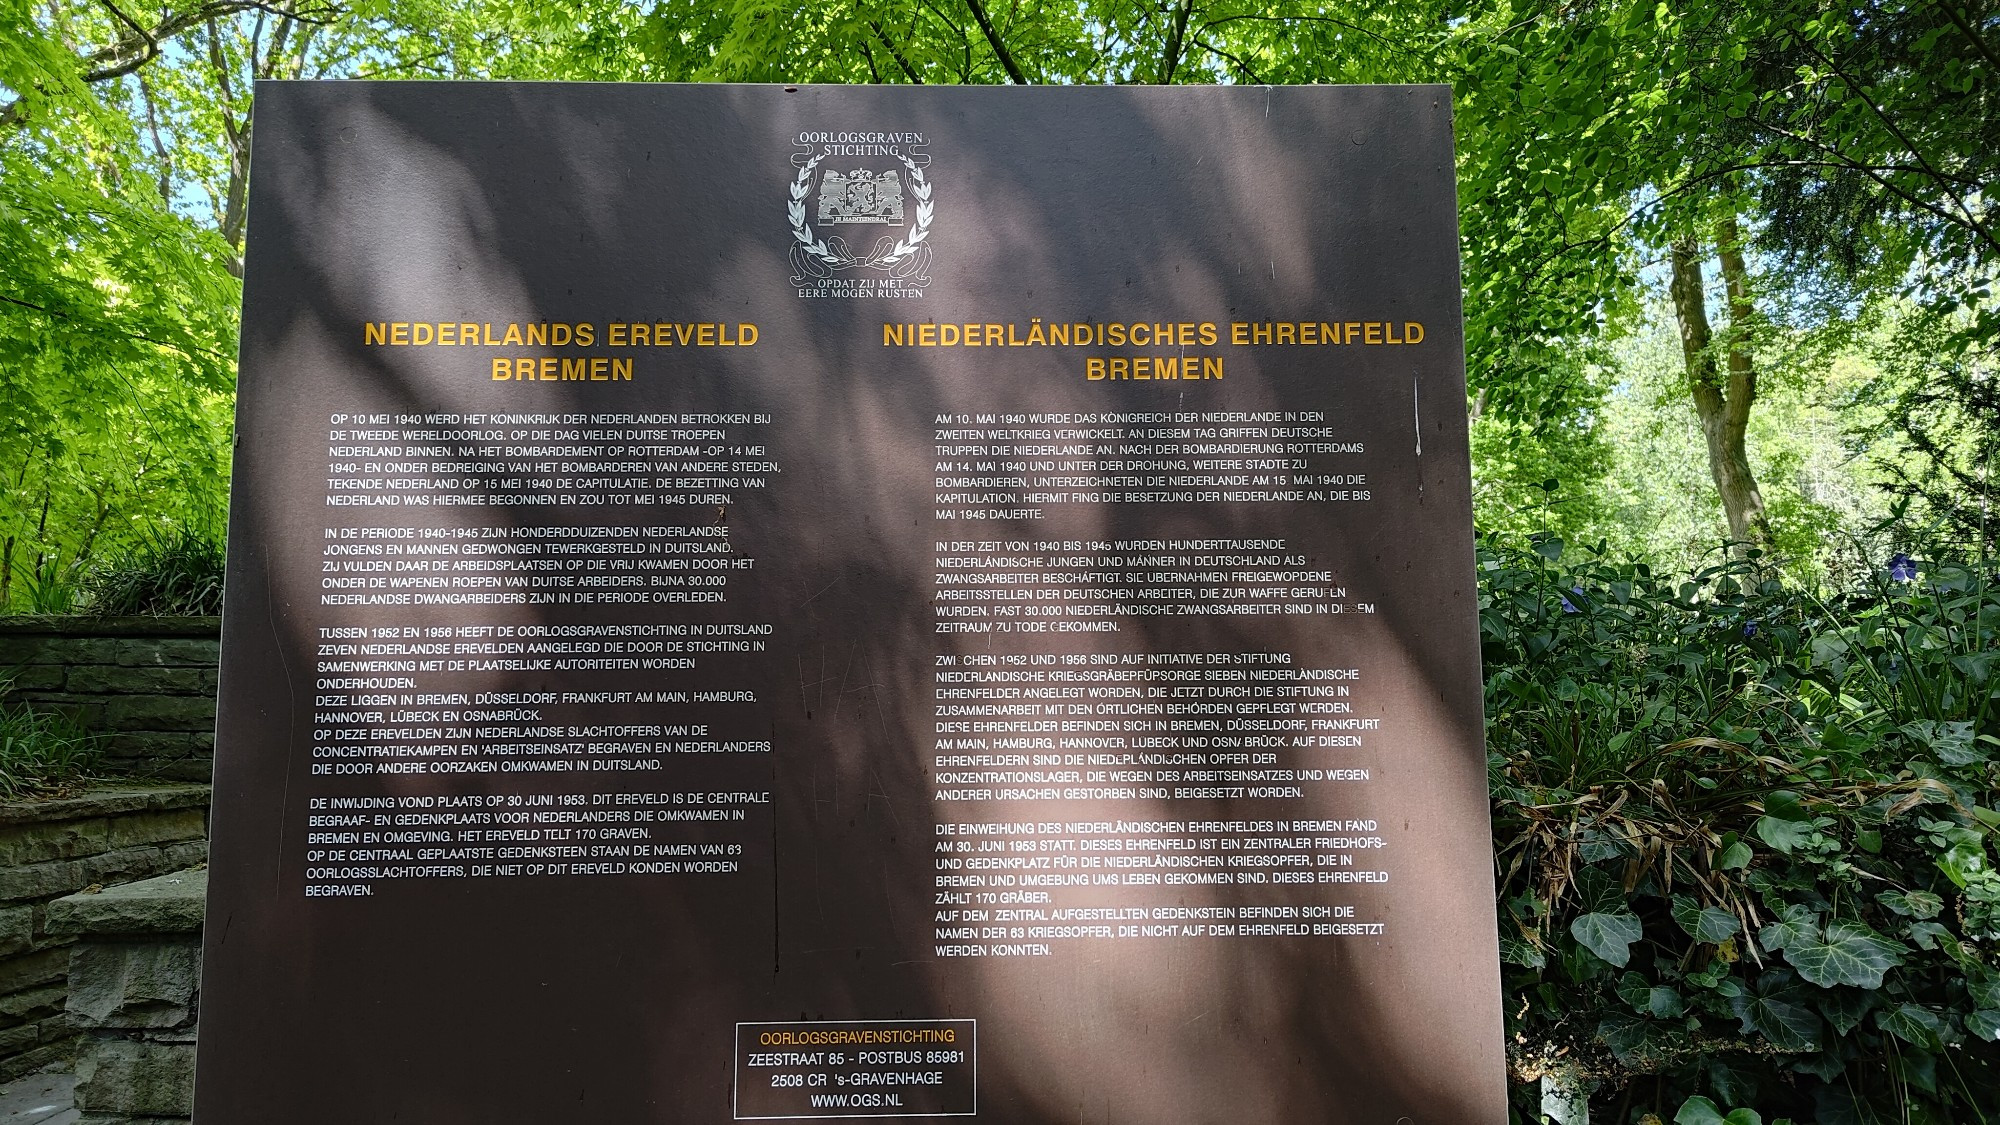 OORLOGSGRAVEN
STICHTING
JE MAINTIENDRAI
OPDAT ZIJ MET
EERE MOGEN RUSTEN
NEDERLANDS EREVELD
BREMEN
OP 10 MEI 1940 WERD HET KONINKRIJK DER NEDERLANDEN BETROKKEN BIJ
DE TWEEDE WERELDOORLOG. OP DIE DAG VIELEN DUITSE TROEPEN
NEDERLAND BINNEN. NA HET BOMBARDEMENT OP ROTTERDAM -OP 14 MEI
1940- EN ONDER BEDREIGING VAN HET BOMBARDEREN VAN ANDERE STEDEN,
TEKENDE NEDERLAND OP 15 MEI 1940 DE CAPITULATIE. DE BEZETTING VAN
NEDERLAND WAS HIERMEE BEGONNEN EN ZOU TOT MEI 1945 DUREN.
IN DE PERIODE 1940-1945 ZIJN HONDERDDUIZENDEN NEDERLANDSE
JONGENS EN MANNEN GEDWONGEN TEWERKGESTELD IN DUITSLAND.
ZIJ VULDEN DAAR DE ARBEIDSPLAATSEN OP DIE VRIJ KWAMEN DOOR HET
ONDER DE WAPENEN ROEPEN VAN DUITSE ARBEIDERS. BIJNA 30.000
NEDERLANDSE DWANGARBEIDERS ZIJN IN DIE PERIODE OVERLEDEN.
TUSSEN 1952 EN 1956 HEEFT DE OORLOGSGRAVENSTICHTING IN DUITSLAND
ZEVEN NEDERLANDSE EREVELDEN AANGELEGD DIE DOOR DE STICHTING IN
SAMENWERKING MET DE PLAATSELIJKE AUTORITEITEN WORDEN
ONDERHOUDEN.
DEZE LIGGEN IN BREMEN, DÜSSELDORF, FRANKFURT AM MAIN, HAMBURG,
HANNOVER, LÜBECK EN OSNABRÜCK.
OP DEZE EREVELDEN ZIJN NEDERLANDSE SLACHTOFFERS VAN DE
CONCENTRATIEKAMPEN EN 'ARBEITSEINSATZ' BEGRAVEN EN NEDERLANDERS
DIE DOOR ANDERE OORZAKEN OMKWAMEN IN DUITSLAND.
DE INWIJDING VOND PLAATS OP 30 JUNI 1953. DIT EREVELD IS DE CENTRALE
BEGRAAF- EN GEDENKPLAATS VOOR NEDERLANDERS DIE OMKWAMEN IN
BREMEN EN OMGEVING. HET EREVELD TELT 170 GRAVEN.
OP DE CENTRAAL GEPLAATSTE GEDENKSTEEN STAAN DE NAMEN VAN 63
OORLOGSSLACHTOFFERS, DIE NIET OP DIT EREVELD KONDEN WORDEN
BEGRAVEN.
NIEDERLÄNDISCHES EHRENFELD
BREMEN
AM 10. MAI 1940 WURDE DAS KÖNIGREICH DER NIEDERLANDE IN DEN
ZWEITEN WELTKRIEG VERWICKELT. AN DIESEM TAG GRIFFEN DEUTSCHE
TRUPPEN DIE NIEDERLANDE AN. NACH DER BOMBARDIERUNG ROTTERDAMS
AM 14. MAI 1940 UND UNTER DER DROHUNG, WEITERE STÄDTE ZU
BOMBARDIEREN, UNTERZEICHNETEN DIE NIEDERLANDE AM 15 MAI 1940 DIE
KAPITULATION. HIERMIT FING DIE BESETZUNG DER NIEDERLANDE AN, DIE BIS
MAI 1945 DAUERTE.
IN DER ZEIT VON 1940 BIS 1945 WURDEN HUNDERTTAUSENDE
NIEDERLÄNDISCHE JUNGEN UND MÄNNER IN DEUTSCHLAND ALS
ZWANGSARBEITER BESCHÄFTIGT. SIE ÜBERNAHMEN FREIGEWORDENE
ARBEITSSTELLEN DER DEUTSCHEN ARBEITER, DIE ZUR WAFFE GERUFEN
WURDEN. FAST 30.000 NIEDERLÄNDISCHE ZWANGSARBEITER SIND IN DIESEM
ZEITRAUM ZU TODE GEKOMMEN.
ZWISCHEN 1952 UND 1956 SIND AUF INITIATIVE DER STIFTUNG
NIEDERLÄNDISCHE KRIEGSGRÄBERFÜRSORGE SIEBEN NIEDERLÄNDISCHE
EHRENFELDER ANGELEGT WORDEN, DIE JETZT DURCH DIE STIFTUNG IN
ZUSAMMENARBEIT MIT DEN ÖRTLICHEN BEHÖRDEN GEPFLEGT WERDEN.
DIESE EHRENFELDER BEFINDEN SICH IN BREMEN, DÜSSELDORF, FRANKFURT
AM MAIN, HAMBURG, HANNOVER, LÜBECK UND OSNABRÜCK. AUF DIESEN
EHRENFELDERN SIND DIE NIEDERLÄNDISCHEN OPFER DER
KONZENTRATIONSLAGER, DIE WEGEN DES ARBEITSEINSATZES UND WEGEN
ANDERER URSACHEN GESTORBEN SIND, BEIGESETZT WORDEN.
DIE EINWEIHUNG DES NIEDERLÄNDISCHEN EHRENFELDES IN BREMEN FAND
AM 30. JUNI 1953 STATT. DIESES EHRENFELD IST EIN ZENTRALER FRIEDHOFS-
UND GEDENKPLATZ FÜR DIE NIEDERLÄNDISCHEN KRIEGSOPFER, DIE IN
BREMEN UND UMGEBUNG UMS LEBEN GEKOMMEN SIND. DIESES EHRENFELD
ZÄHLT 170 GRÄBER.
AUF DEM ZENTRAL AUFGESTELLTEN GEDENKSTEIN BEFINDEN SICH DIE
NAMEN DER 63 KRIEGSOPFER, DIE NICHT AUF DEM EHRENFELD BEIGESETZT
WERDEN KONNTEN.
OORLOGSGRAVENSTICHTING
ZEESTRAAT 85 - POSTBUS 85981
2508 CR 's-GRAVENHAGE
WWW.OGS.NL